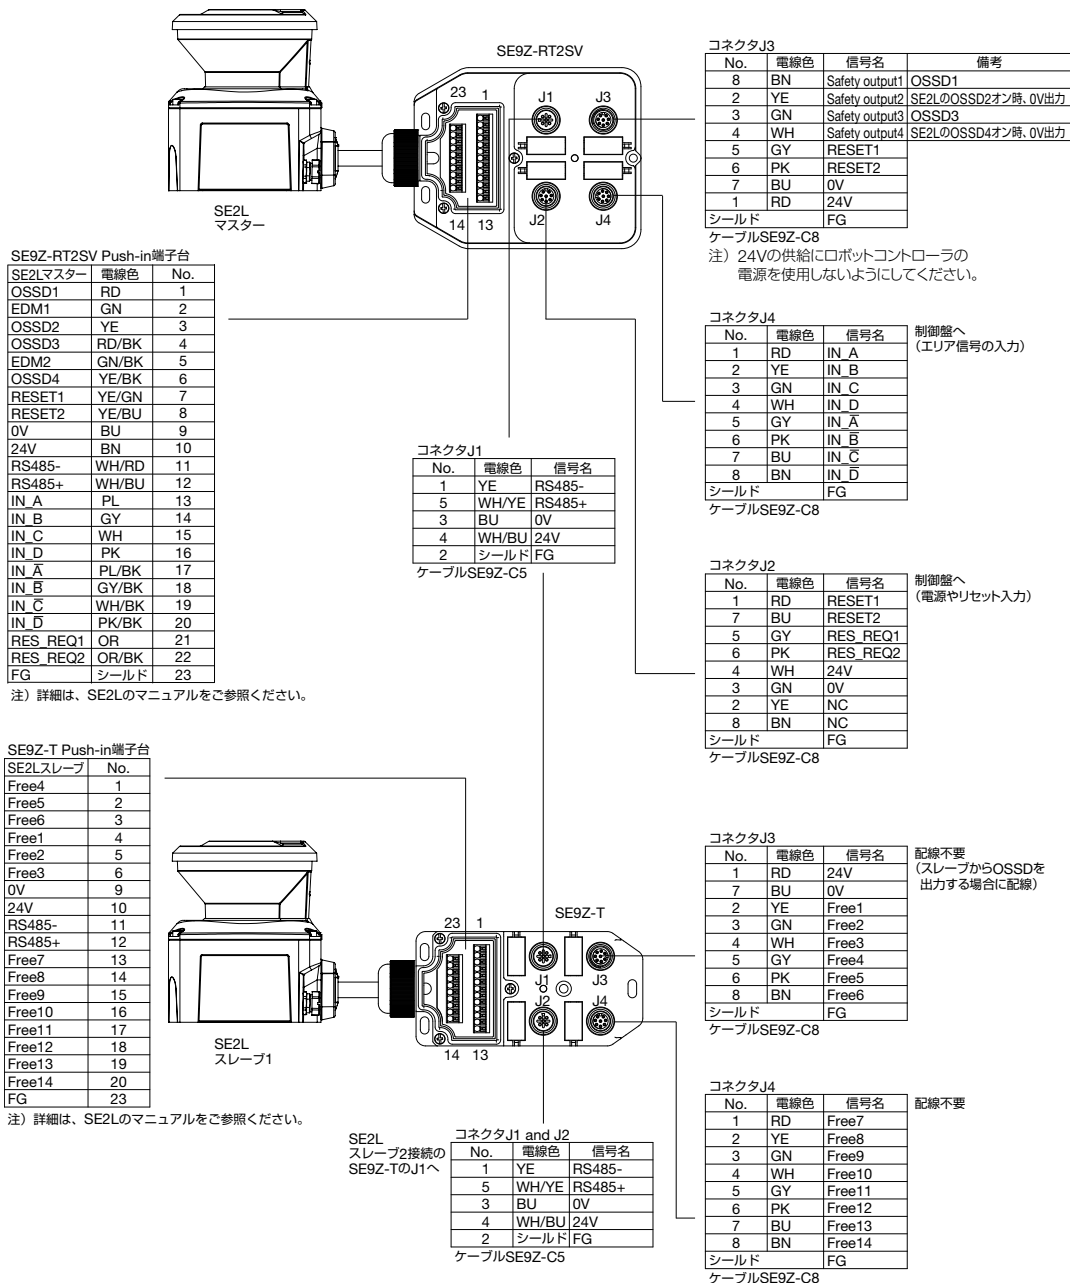 SE9Z-RT2SV
23 1
J1
J3
J2
J4
14 13
SE2L
マスター
コネクタJ3
No. 電線色 信号名 備考
8 BN Safety output1 OSSD1
2 YE Safety output2 SE2LのOSSD2オン時、0V出力
3 GN Safety output3 OSSD3
4 WH Safety output4 SE2LのOSSD4オン時、0V出力
5 GY RESET1
6 PK RESET2
7 BU 0V
1 RD 24V
シールド FG
ケーブルSE9Z-C8
注）24Vの供給にロボットコントローラの
電源を使用しないようにしてください。
SE9Z-RT2SV Push-in端子台
SE2Lマスター 電線色 No.
OSSD1 RD 1
EDM1 GN 2
OSSD2 YE 3
OSSD3 RD/BK 4
EDM2 GN/BK 5
OSSD4 YE/BK 6
RESET1 YE/GN 7
RESET2 YE/BU 8
0V BU 9
24V BN 10
RS485- WH/RD 11
RS485+ WH/BU 12
IN_A PL 13
IN_B GY 14
IN_C WH 15
IN_D PK 16
IN_A̅ PL/BK 17
IN_B̅ GY/BK 18
IN_C̅ WH/BK 19
IN_D̅ PK/BK 20
RES_REQ1 OR 21
RES_REQ2 OR/BK 22
FG シールド 23
注）詳細は、SE2Lのマニュアルをご参照ください。
コネクタJ4
No. 電線色 信号名
1 RD IN_A
2 YE IN_B
3 GN IN_C
4 WH IN_D
5 GY IN_A̅
6 PK IN_B̅
7 BU IN_C̅
8 BN IN_D̅
シールド FG
ケーブルSE9Z-C8
制御盤へ
（エリア信号の入力）
コネクタJ1
No. 電線色 信号名
1 YE RS485-
5 WH/YE RS485+
3 BU 0V
4 WH/BU 24V
2 シールド FG
ケーブルSE9Z-C5
コネクタJ2
No. 電線色 信号名
1 RD RESET1
7 BU RESET2
5 GY RES_REQ1
6 PK RES_REQ2
4 WH 24V
3 GN 0V
2 YE NC
8 BN NC
シールド FG
ケーブルSE9Z-C8
制御盤へ
（電源やリセット入力）
SE9Z-T Push-in端子台
SE2Lスレーブ No.
Free4 1
Free5 2
Free6 3
Free1 4
Free2 5
Free3 6
0V 9
24V 10
RS485- 11
RS485+ 12
Free7 13
Free8 14
Free9 15
Free10 16
Free11 17
Free12 18
Free13 19
Free14 20
FG 23
注）詳細は、SE2Lのマニュアルをご参照ください。
SE9Z-T
23 1
J1
J3
J2
J4
14 13
SE2L
スレーブ1
コネクタJ3
No. 電線色 信号名
1 RD 24V
7 BU 0V
2 YE Free1
3 GN Free2
4 WH Free3
5 GY Free4
6 PK Free5
8 BN Free6
シールド FG
ケーブルSE9Z-C8
配線不要
（スレーブからOSSDを
出力する場合に配線）
SE2L
スレーブ2接続の
SE9Z-TのJ1へ
コネクタJ1 and J2
No. 電線色 信号名
1 YE RS485-
5 WH/YE RS485+
3 BU 0V
4 WH/BU 24V
2 シールド FG
ケーブルSE9Z-C5
コネクタJ4
No. 電線色 信号名
1 RD Free7
2 YE Free8
3 GN Free9
4 WH Free10
5 GY Free11
6 PK Free12
7 BU Free13
8 BN Free14
シールド FG
ケーブルSE9Z-C8
配線不要